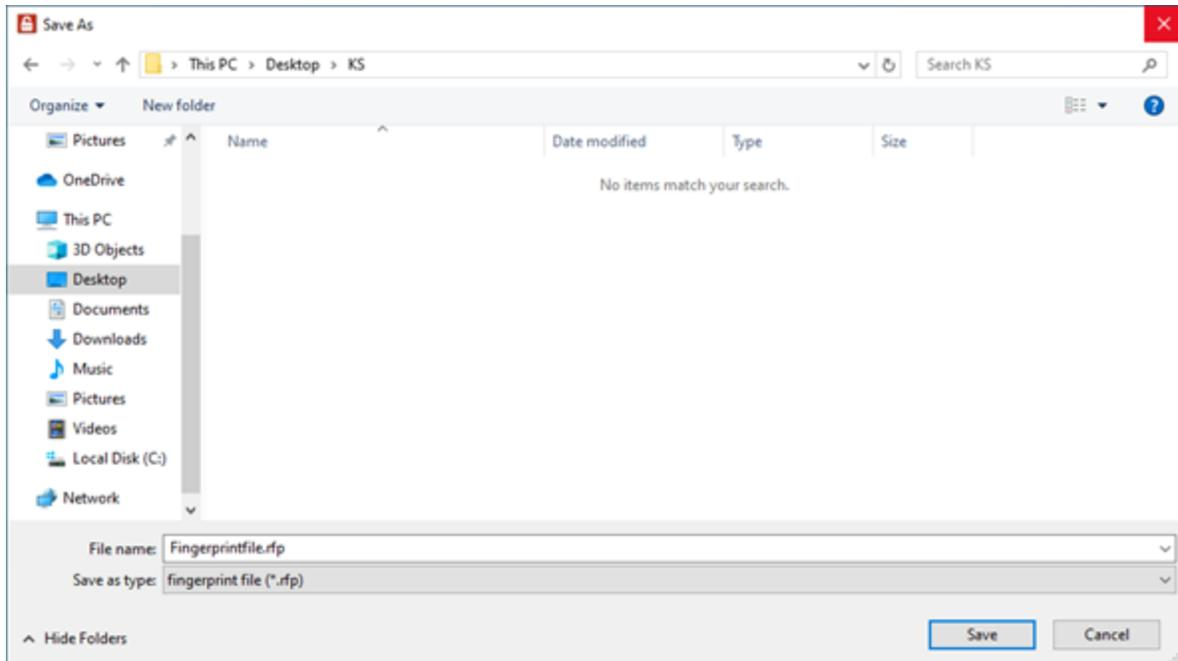 Save As
This PC > Desktop > KS
Search KS
Organize
New folder
Pictures
Name
Date modified
Type
Size
OneDrive
No items match your search.
This PC
3D Objects
Desktop
Documents
Downloads
Music
Pictures
Videos
Local Disk (C:)
Network
File name: Fingerprintfile.rfp
Save as type: fingerprint file (*.rfp)
Hide Folders
Save
Cancel